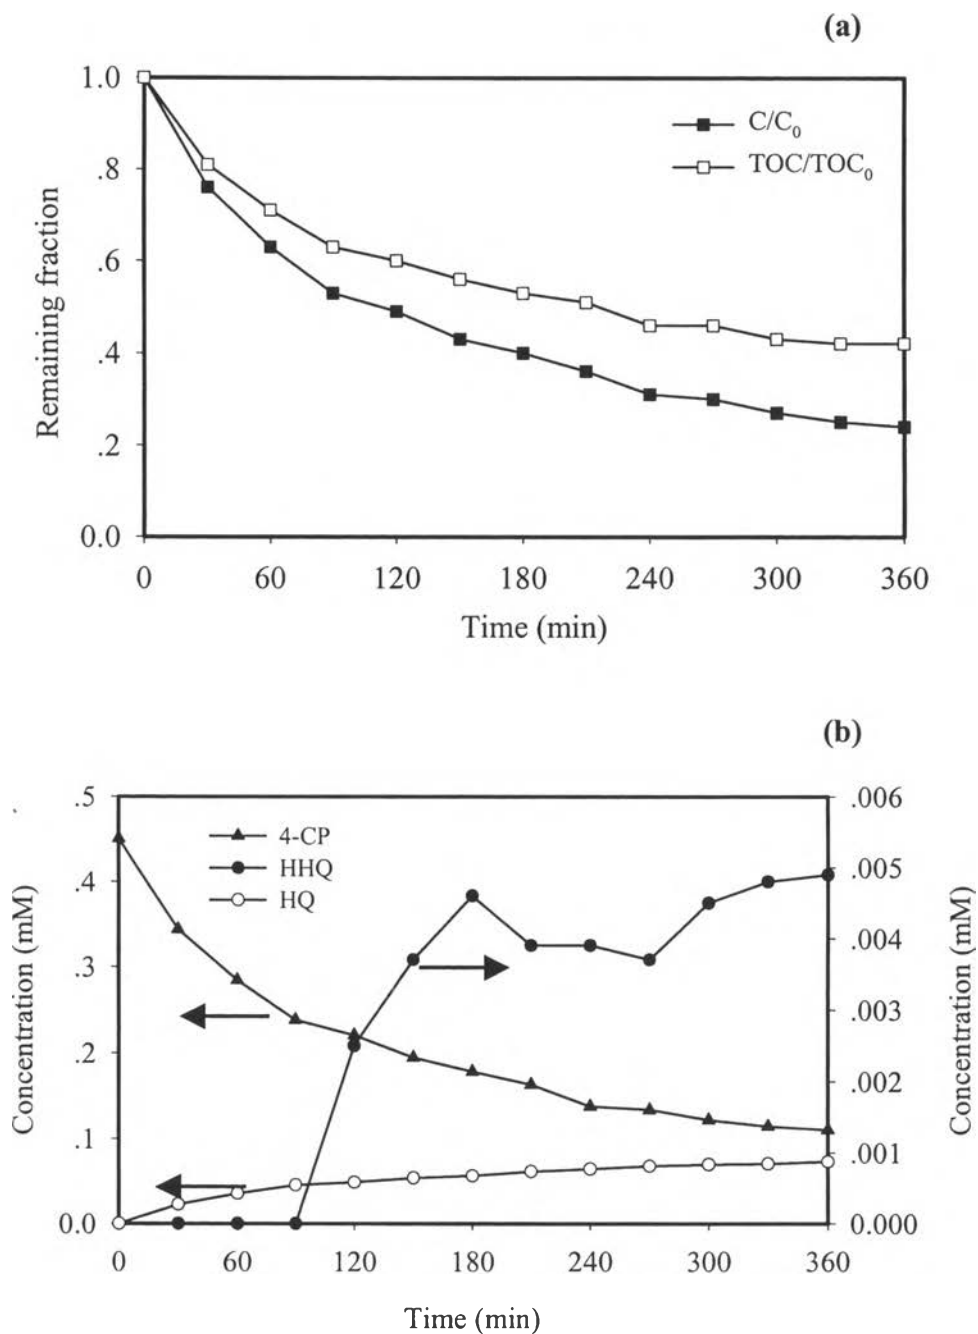 (a)
1.0
.8
.6
.4
.2
0.0
Remaining fraction
C/C₀
TOC/TOC₀
0 60 120 180 240 300 360
Time (min)
(b)
.5
.4
.3
.2
.1
0.0
Concentration (mM)
4-CP
HHQ
HQ
.006
.005
.004
.003
.002
.001
0.000
Concentration (mM)
0 60 120 180 240 300 360
Time (min)